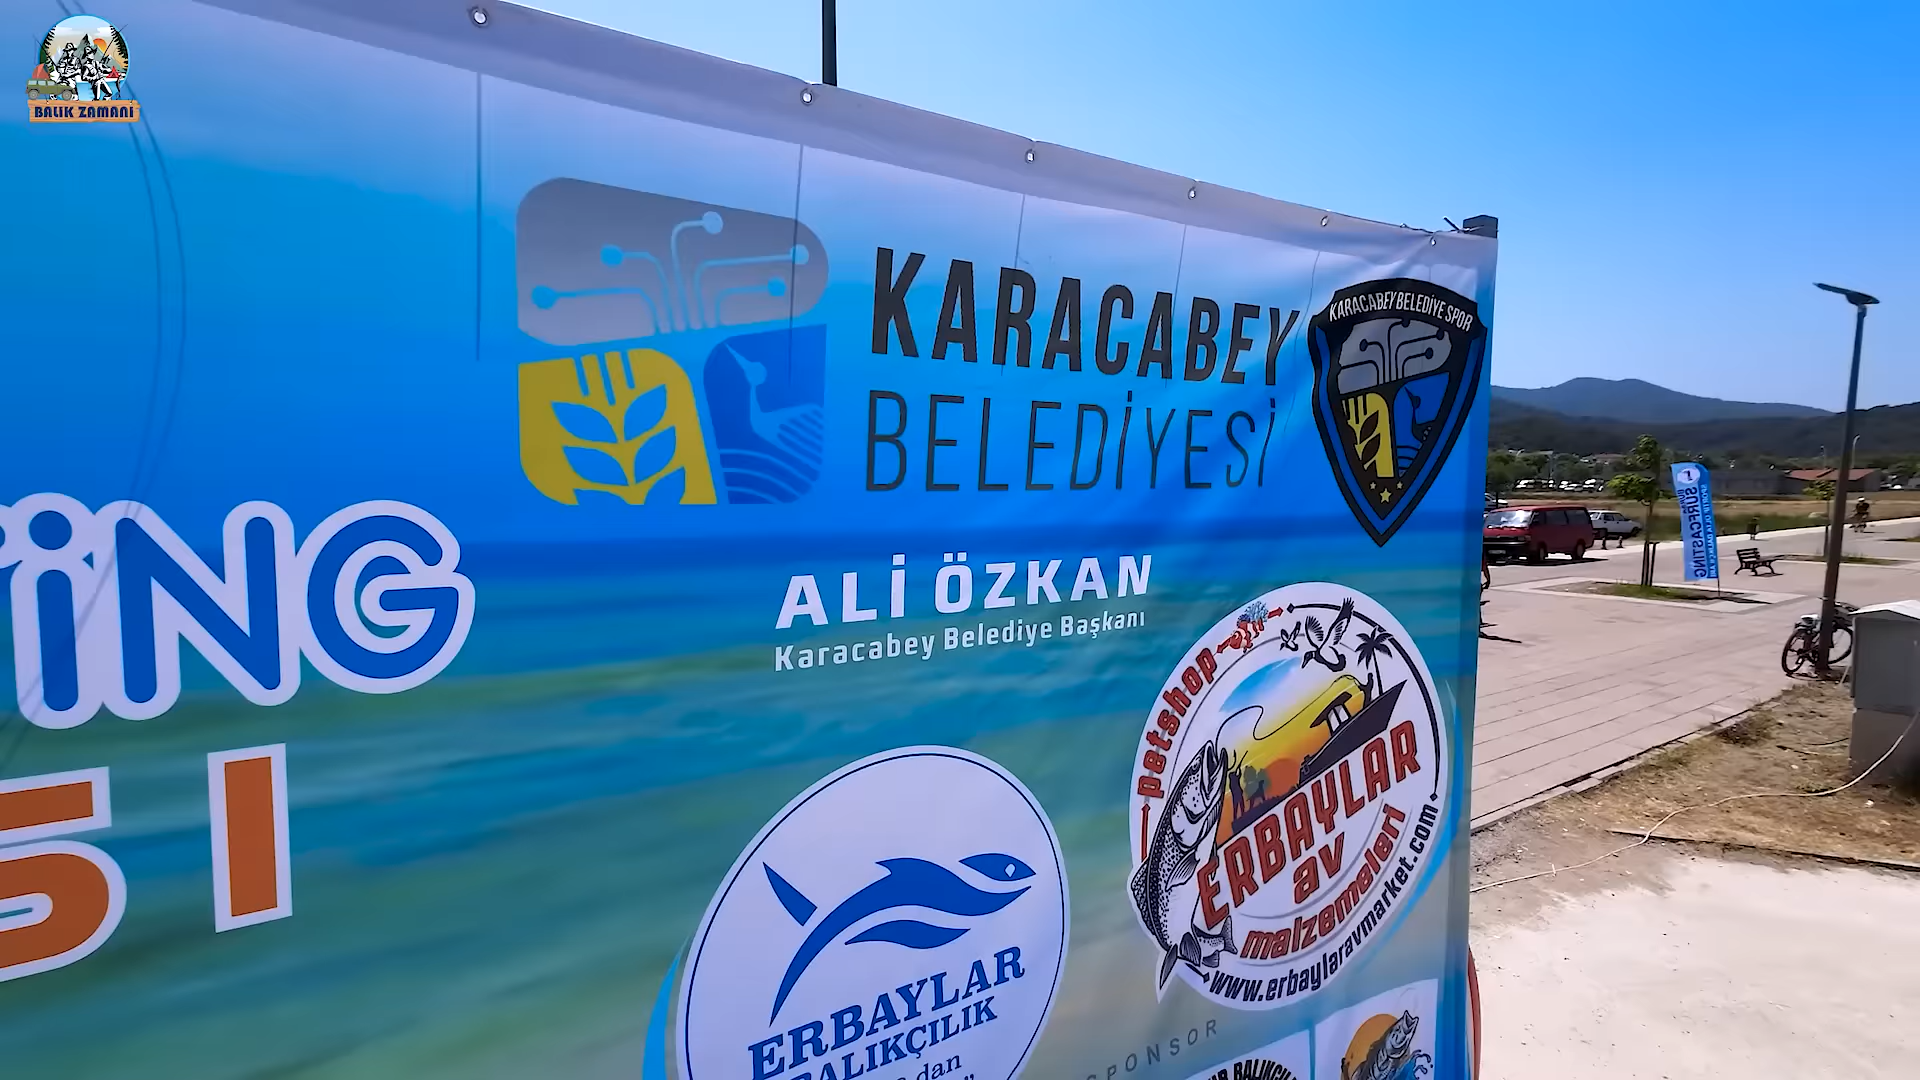 BALIK ZAMANI
KARACABEY
BELEDİYESİ
KARACABEY BELEDİYE SPOR
İNG
ALİ ÖZKAN
Karacabey Belediye Başkanı
SI
petshop
ERBAYLAR
av
malzemeleri
www.erbaylaravmarket.com
ERBAYLAR
BALIKÇILIK
SPONSOR
SURFCASTING